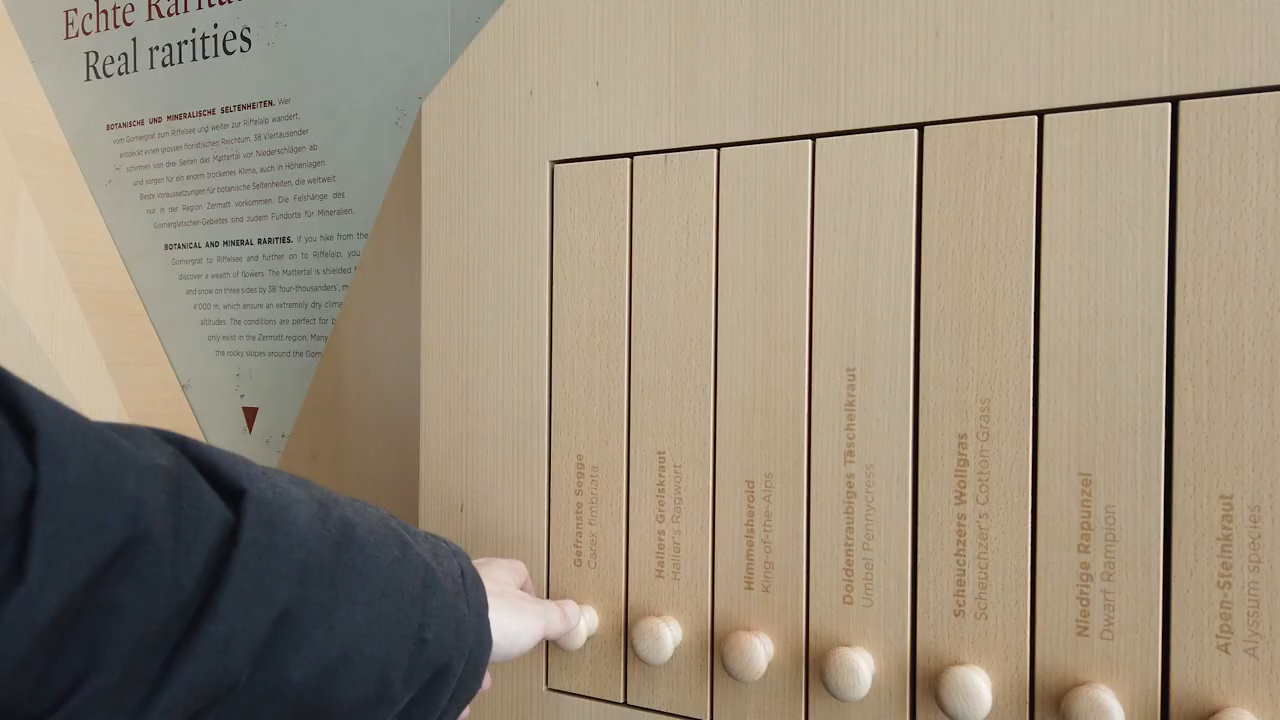 Echte
Real rarities
BOTANISCHE UND MINERALISCHE SELTENHEITEN. Wer
vom Gornergrat zum Riffelsee und weiter zur Riffelalp wandert,
entdeckt einen grossen floristischen Reichtum. 38 Viertausender
schirmen von drei Seiten das Mattertal vor Niederschlägen ab
und sorgen für ein enorm trockenes Klima, auch in Höhenlagen.
Beste Voraussetzungen für botanische Seltenheiten, die weltweit
nur in der Region Zermatt vorkommen. Die Felshänge des
Gornergletscher-Gebietes sind zudem Fundorte für Mineralien.
BOTANICAL AND MINERAL RARITIES. If you hike from the
Gornergrat to Riffelsee and further on to Riffelalp, you
discover a wealth of flowers. The Mattertal is shielded
and snow on three sides by 38 'four-thousanders',
4'000 m, which ensure an extremely dry
altitudes. The conditions are perfect for
only exist in the Zermatt region. Many
the rocky slopes around the
Gefranste Segge
Carex fimbriata
Hallers Greiskraut
Haller's Ragwort
Himmelsherold
King-of-the-Alps
Doldentraubiges Täschelkraut
Umbel Pennycress
Scheuchzers Wollgras
Scheuchzer's Cotton-Grass
Niedrige Rapunzel
Dwarf Rampion
Alpen-Steinkraut
Alyssum species